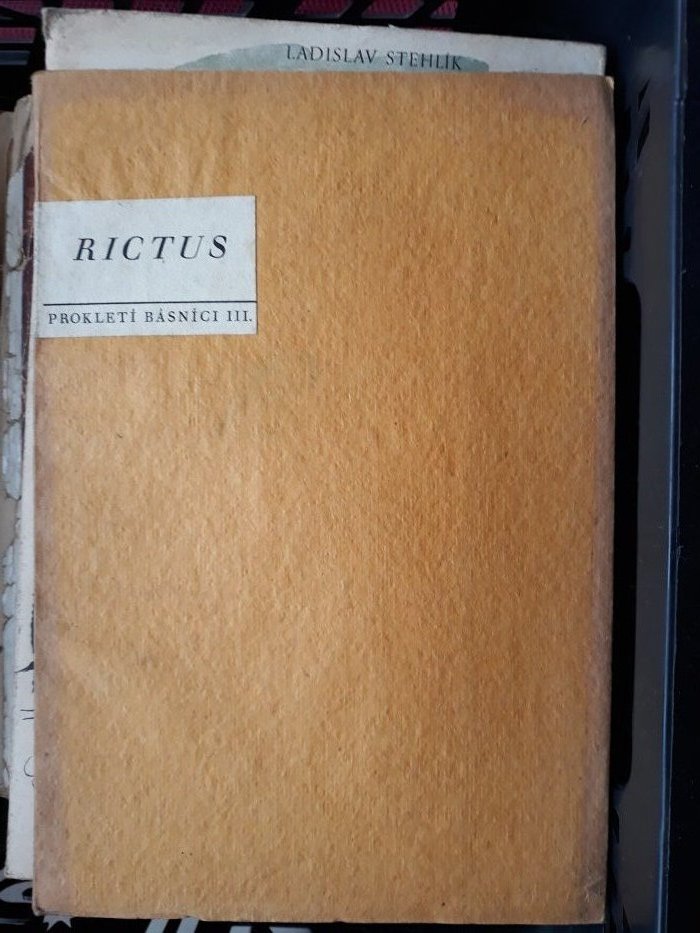 LADISLAV STEHLÍK
RICTUS
PROKLETÍ BÁSNÍCI III.